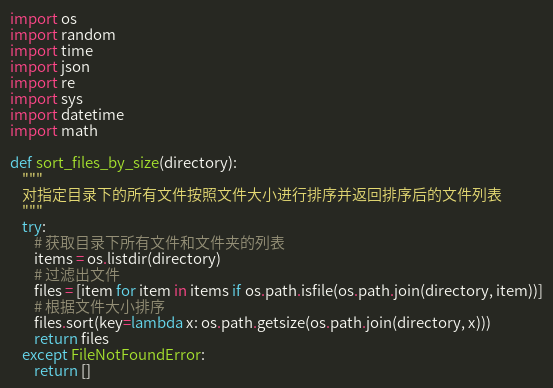 import os
import random
import time
import json
import re
import sys
import datetime
import math

def sort_files_by_size(directory):
    """
    对指定目录下的所有文件按照文件大小进行排序并返回排序后的文件列表
    """
    try:
        # 获取目录下所有文件和文件夹的列表
        items = os.listdir(directory)
        # 过滤出文件
        files = [item for item in items if os.path.isfile(os.path.join(directory, item))]
        # 根据文件大小排序
        files.sort(key=lambda x: os.path.getsize(os.path.join(directory, x)))
        return files
    except FileNotFoundError:
        return []